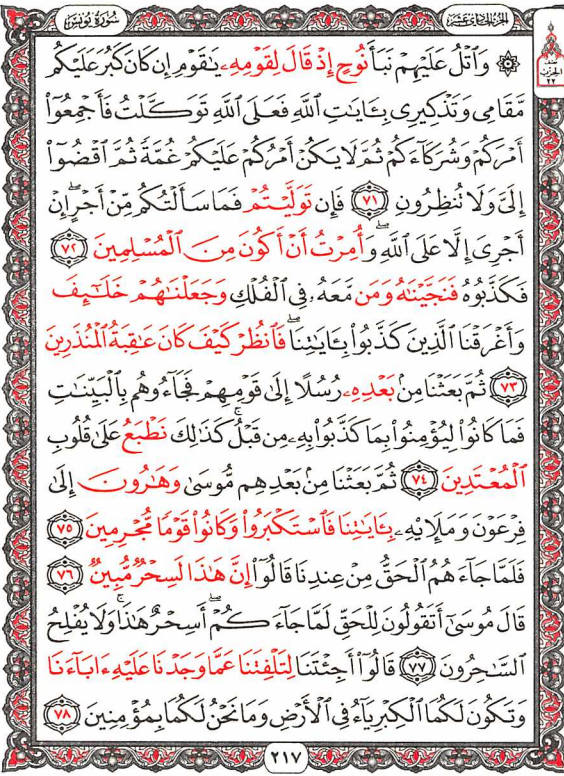 سُورَةُ يُونُسَ
الجزء الحادي عشر
الحزب
٢٢
۞ وَٱتْلُ عَلَيْهِمْ نَبَأَ نُوحٍ إِذْ قَالَ لِقَوْمِهِۦ يَـٰقَوْمِ إِن كَانَ كَبُرَ عَلَيْكُم
مَّقَامِى وَتَذْكِيرِى بِـَٔايَـٰتِ ٱللَّهِ فَعَلَى ٱللَّهِ تَوَكَّلْتُ فَأَجْمِعُوٓا۟
أَمْرَكُمْ وَشُرَكَآءَكُمْ ثُمَّ لَا يَكُنْ أَمْرُكُمْ عَلَيْكُمْ غُمَّةً ثُمَّ ٱقْضُوٓا۟
إِلَىَّ وَلَا تُنظِرُونِ ٧١ فَإِن تَوَلَّيْتُمْ فَمَا سَأَلْتُكُم مِّنْ أَجْرٍ ۖ إِنْ
أَجْرِىَ إِلَّا عَلَى ٱللَّهِ ۖ وَأُمِرْتُ أَنْ أَكُونَ مِنَ ٱلْمُسْلِمِينَ ٧٢
فَكَذَّبُوهُ فَنَجَّيْنَـٰهُ وَمَن مَّعَهُۥ فِى ٱلْفُلْكِ وَجَعَلْنَـٰهُمْ خَلَـٰٓئِفَ
وَأَغْرَقْنَا ٱلَّذِينَ كَذَّبُوا۟ بِـَٔايَـٰتِنَا ۖ فَٱنظُرْ كَيْفَ كَانَ عَـٰقِبَةُ ٱلْمُنذَرِينَ
٧٣ ثُمَّ بَعَثْنَا مِنۢ بَعْدِهِۦ رُسُلًا إِلَىٰ قَوْمِهِمْ فَجَآءُوهُم بِٱلْبَيِّنَـٰتِ
فَمَا كَانُوا۟ لِيُؤْمِنُوا۟ بِمَا كَذَّبُوا۟ بِهِۦ مِن قَبْلُ ۚ كَذَٰلِكَ نَطْبَعُ عَلَىٰ قُلُوبِ
ٱلْمُعْتَدِينَ ٧٤ ثُمَّ بَعَثْنَا مِنۢ بَعْدِهِم مُّوسَىٰ وَهَـٰرُونَ إِلَىٰ
فِرْعَوْنَ وَمَلَإِي۟هِۦ بِـَٔايَـٰتِنَا فَٱسْتَكْبَرُوا۟ وَكَانُوا۟ قَوْمًا مُّجْرِمِينَ ٧٥
فَلَمَّا جَآءَهُمُ ٱلْحَقُّ مِنْ عِندِنَا قَالُوٓا۟ إِنَّ هَـٰذَا لَسِحْرٌ مُّبِينٌ ٧٦
قَالَ مُوسَىٰٓ أَتَقُولُونَ لِلْحَقِّ لَمَّا جَآءَكُمْ ۖ أَسِحْرٌ هَـٰذَا وَلَا يُفْلِحُ
ٱلسَّـٰحِرُونَ ٧٧ قَالُوٓا۟ أَجِئْتَنَا لِتَلْفِتَنَا عَمَّا وَجَدْنَا عَلَيْهِ ءَابَآءَنَا
وَتَكُونَ لَكُمَا ٱلْكِبْرِيَآءُ فِى ٱلْأَرْضِ وَمَا نَحْنُ لَكُمَا بِمُؤْمِنِينَ ٧٨
٢١٧